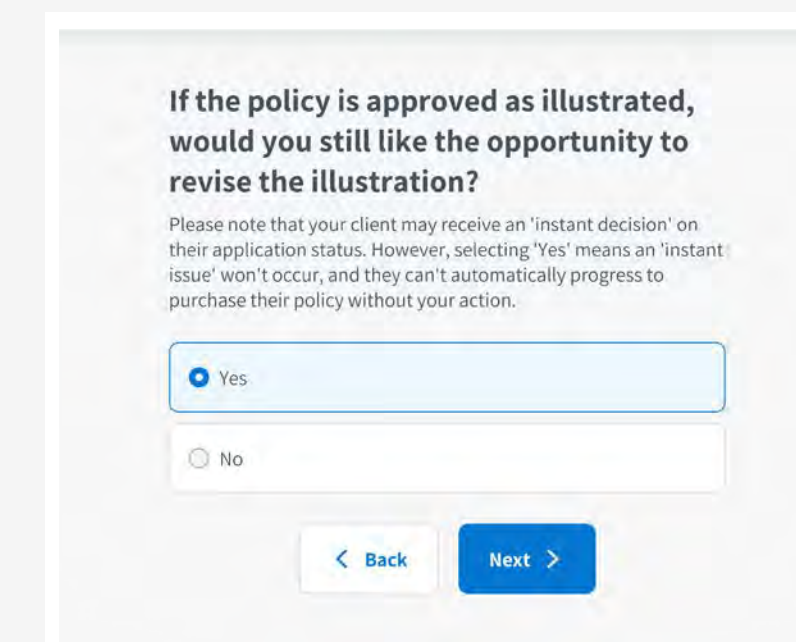 If the policy is approved as illustrated,
would you still like the opportunity to
revise the illustration?
Please note that your client may receive an 'instant decision' on
their application status. However, selecting 'Yes' means an 'instant
issue' won't occur, and they can't automatically progress to
purchase their policy without your action.
Yes
No
Back
Next